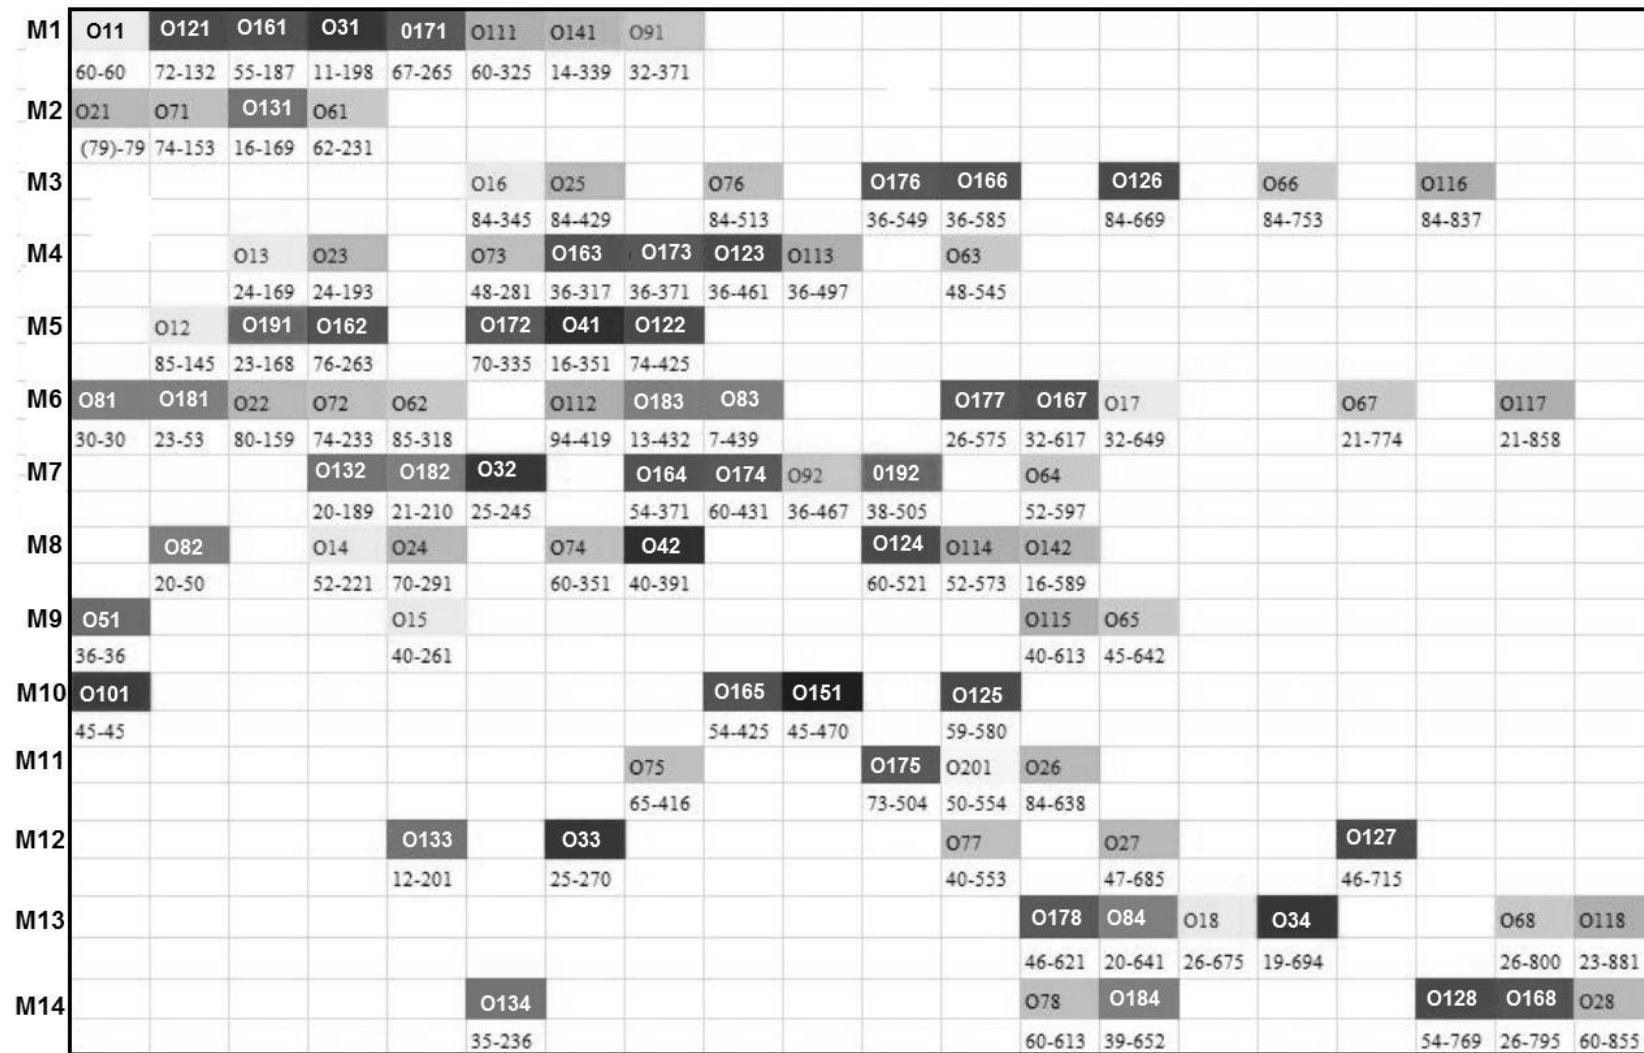 M1 O11 O121 O161 O31 0171 O111 O141 O91
60-60 72-132 55-187 11-198 67-265 60-325 14-339 32-371
M2 O21 O71 O131 O61
(79)-79 74-153 16-169 62-231
M3 O16 O25 O76 O176 O166 O126 O66 O116
84-345 84-429 84-513 36-549 36-585 84-669 84-753 84-837
M4 O13 O23 O73 O163 O173 O123 O113 O63
24-169 24-193 48-281 36-317 36-371 36-461 36-497 48-545
M5 O12 O191 O162 O172 O41 O122
85-145 23-168 76-263 70-335 16-351 74-425
M6 O81 O181 O22 O72 O62 O112 O183 O83 O177 O167 O17 O67 O117
30-30 23-53 80-159 74-233 85-318 94-419 13-432 7-439 26-575 32-617 32-649 21-774 21-858
M7 O132 O182 O32 O164 O174 O92 0192 O64
20-189 21-210 25-245 54-371 60-431 36-467 38-505 52-597
M8 O82 O14 O24 O74 O42 O124 O114 O142
20-50 52-221 70-291 60-351 40-391 60-521 52-573 16-589
M9 O51 O15 O115 O65
36-36 40-261 40-613 45-642
M10 O101 O165 O151 O125
45-45 54-425 45-470 59-580
M11 O75 O175 O201 O26
65-416 73-504 50-554 84-638
M12 O133 O33 O77 O27 O127
12-201 25-270 40-553 47-685 46-715
M13 O178 O84 O18 O34 O68 O118
46-621 20-641 26-675 19-694 26-800 23-881
M14 O134 O78 O184 O128 O168 O28
35-236 60-613 39-652 54-769 26-795 60-855